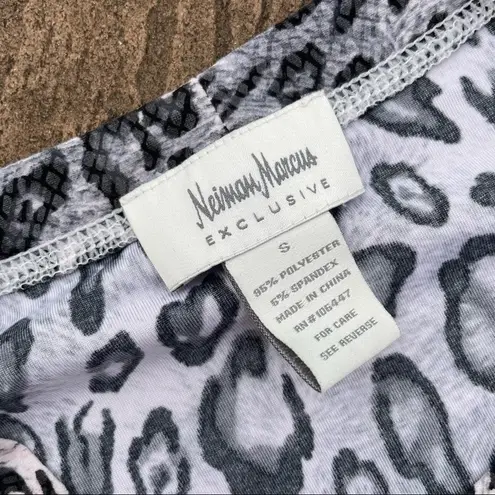 Neiman Marcus
EXCLUSIVE
S
95% POLYESTER
5% SPANDEX
MADE IN CHINA
RN#106447
FOR CARE
SEE REVERSE